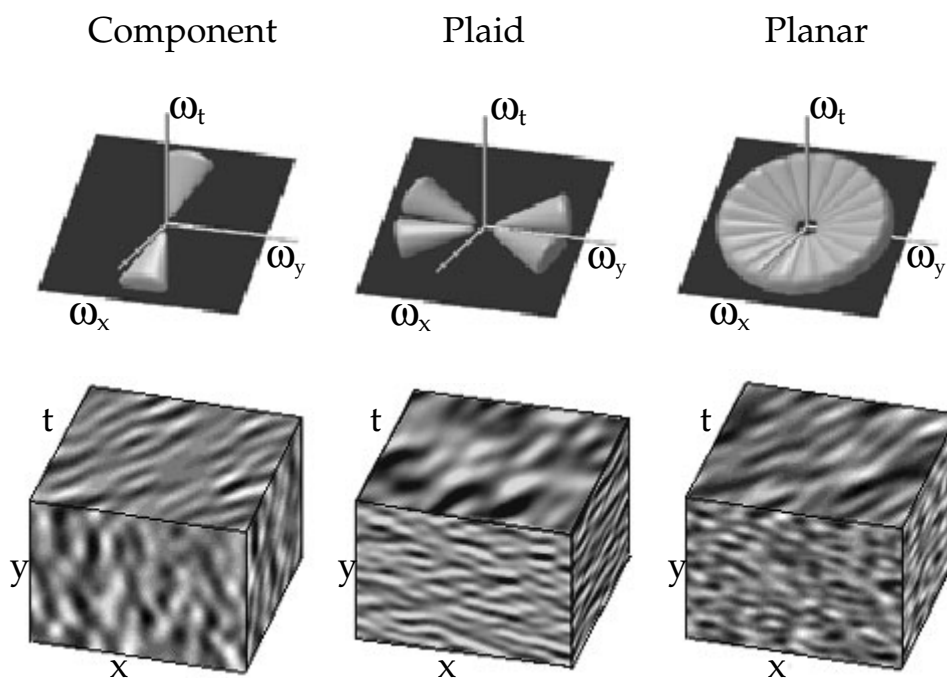 Component Plaid Planar
ωt ωt ωt
ωy ωy ωy
ωx ωx ωx
t t t
y y y
x x x